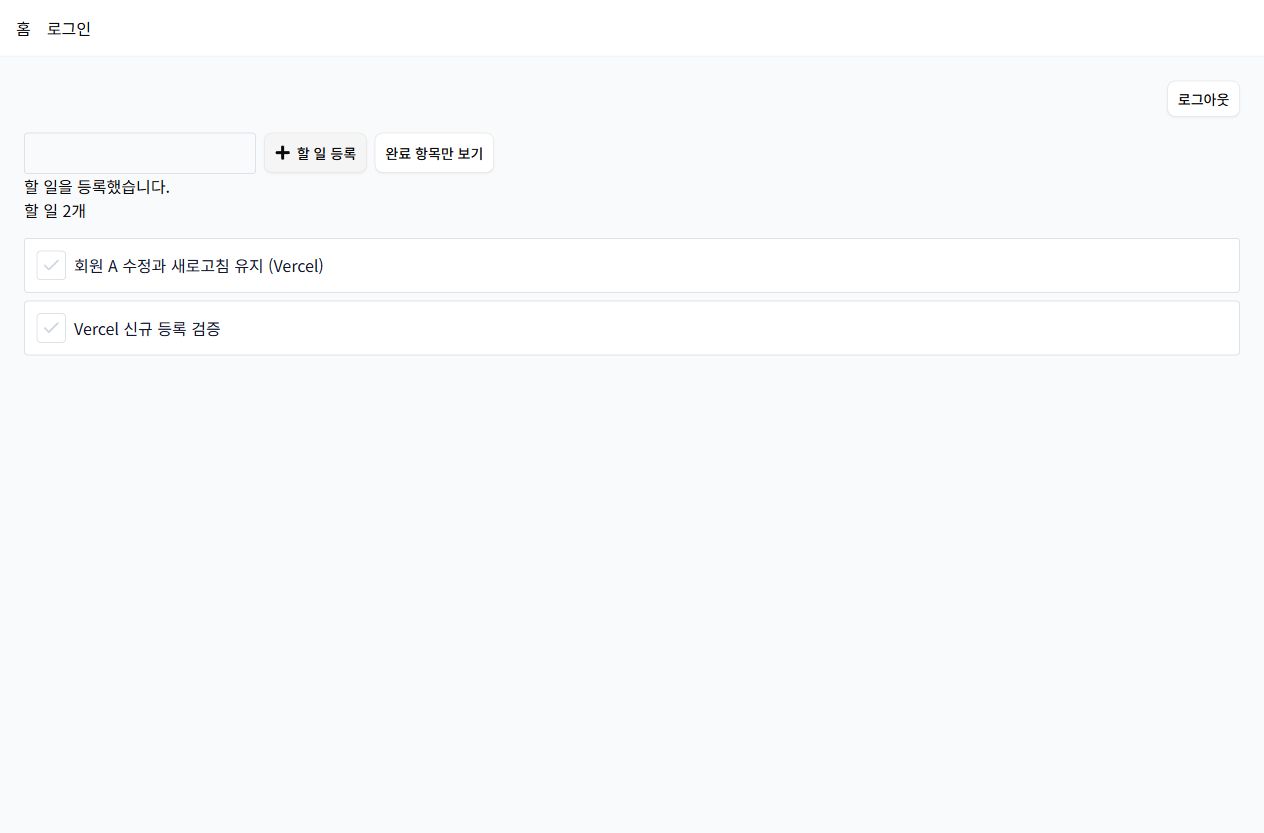 홈 로그인
로그아웃
할 일 등록 완료 항목만 보기
할 일을 등록했습니다.
할 일 2개
회원 A 수정과 새로고침 유지 (Vercel)
Vercel 신규 등록 검증